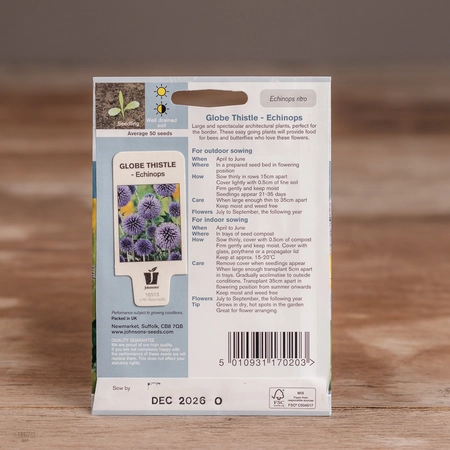 Seedling
Well drained
soil
Average 50 seeds
Echinops ritro
Globe Thistle - Echinops
Large and spectacular architectural plants, perfect for
the border. These easy going plants will provide food
for bees and butterflies who love these flowers.
For outdoor sowing
When April to June
Where In a prepared seed bed in flowering
position
How Sow thinly in rows 15cm apart
Cover lightly with 0.5cm of fine soil
Firm gently and keep moist
Seedlings appear 21-35 days
Care When large enough thin to 35cm apart
Keep moist and weed free
Flowers July to September, the following year
For indoor sowing
When April to June
Where In trays of seed compost
How Sow thinly, cover with 0.5cm of compost
Firm gently and keep moist. Cover with
glass, polythene or a propagator lid
Keep at approx. 15-20°C
Care Remove cover when seedlings appear
When large enough transplant 5cm apart
in trays. Gradually acclimatise to outside
conditions. Transplant 35cm apart in
flowering position from summer onwards
Keep moist and weed free
Flowers July to September, the following year
Tip Grows in dry, hot spots in the garden
Great for flower arranging
GLOBE THISTLE
- Echinops
Johnsons
Performance subject to growing conditions.
Packed in UK
Newmarket, Suffolk, CB8 7QB
www.johnsons-seeds.com
QUALITY GUARANTEE
5 010931 170203 >
Sow by
DEC 2026 O
FSC
MIX